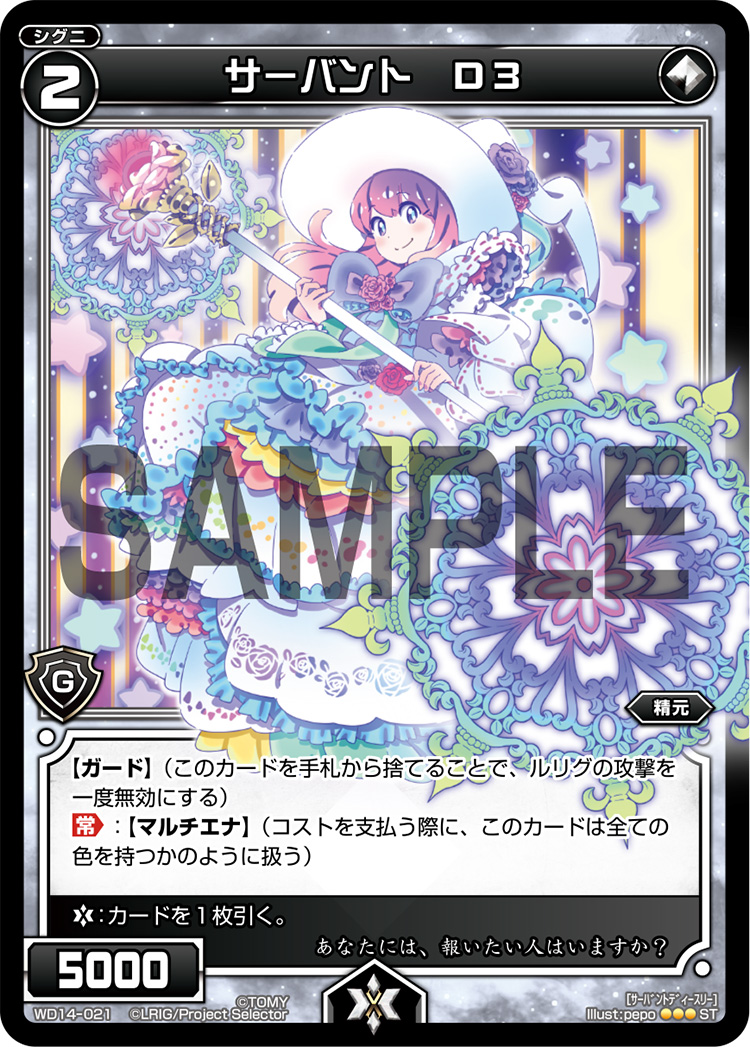 シグニ
2
サーバント D3
SAMPLE
G
精元
【ガード】（このカードを手札から捨てることで、ルリグの攻撃を
一度無効にする）
常：【マルチエナ】（コストを支払う際に、このカードは全ての
色を持つかのように扱う）
：カードを１枚引く。
あなたには、報いたい人はいますか？
5000
WD14-021 ©LRIG/Project Selector
©TOMY
[サーバントディースリー]
Illust:pepo ST